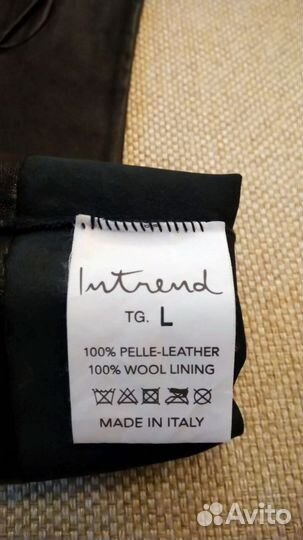 Intrend
TG. L
100% PELLE-LEATHER
100% WOOL LINING
MADE IN ITALY
Avito